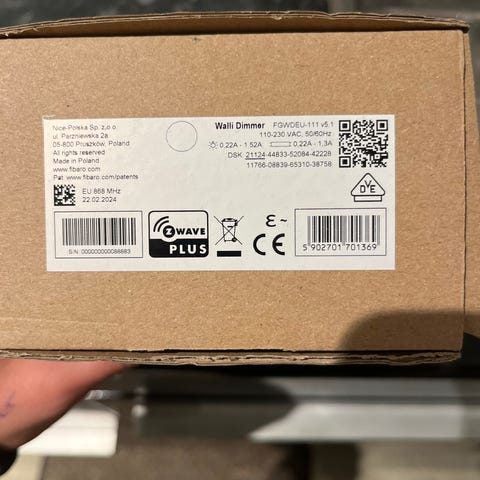 Nice-Polska Sp. z.o.o.
ul. Parzniewska 2a
05-800 Pruszków, Poland
All rights reserved
Made in Poland
www.fibaro.com
Pat: www.fibaro.com/patents
EU 868 MHz
22.02.2024
Walli Dimmer FGWDEU-111 v5.1
110-230 VAC, 50/60Hz
0,22A - 1,52A 0,22A - 1,3A
DSK: 21124-44833-52084-42228
11766-08839-65310-38758
DVE
S/N: 000000000088683
Z WAVE
PLUS
CE
5 902701 701369